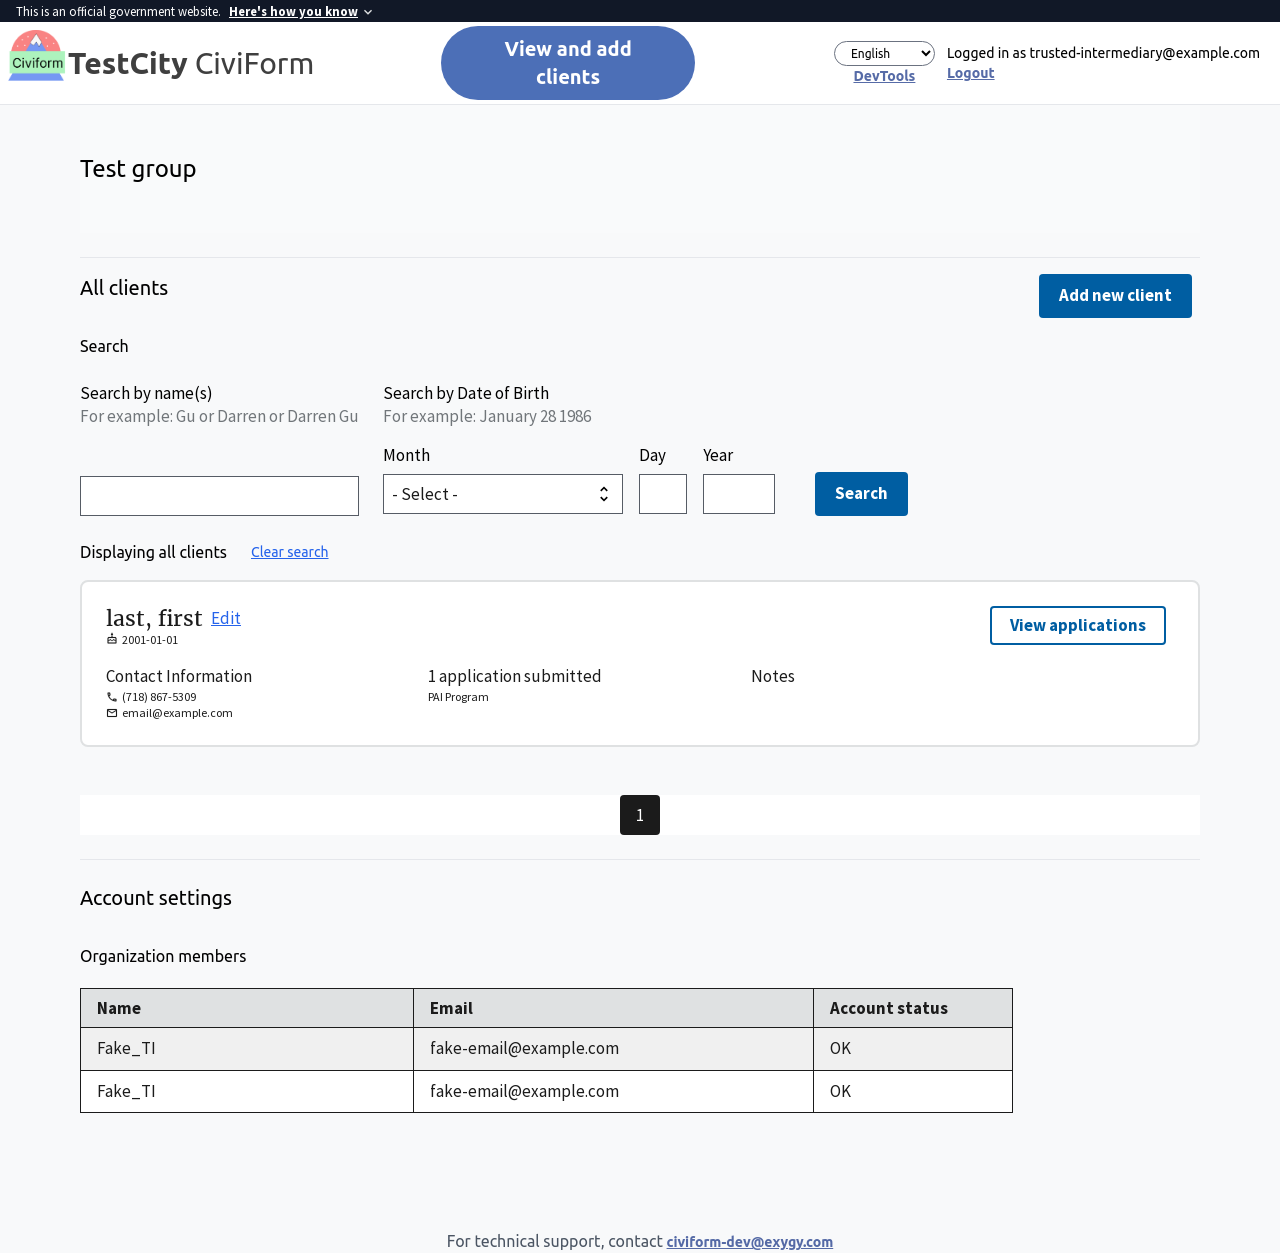 This is an official government website. Here's how you know
Civiform
TestCity CiviForm
View and add
clients
English
DevTools
Logged in as trusted-intermediary@example.com
Logout
Test group
All clients
Add new client
Search
Search by name(s)
For example: Gu or Darren or Darren Gu
Search by Date of Birth
For example: January 28 1986
Month Day Year
- Select -
Search
Displaying all clients Clear search
last, first Edit
2001-01-01
View applications
Contact Information
(718) 867-5309
email@example.com
1 application submitted
PAI Program
Notes
1
Account settings
Organization members
Name Email Account status
Fake_TI fake-email@example.com OK
Fake_TI fake-email@example.com OK
For technical support, contact civiform-dev@exygy.com